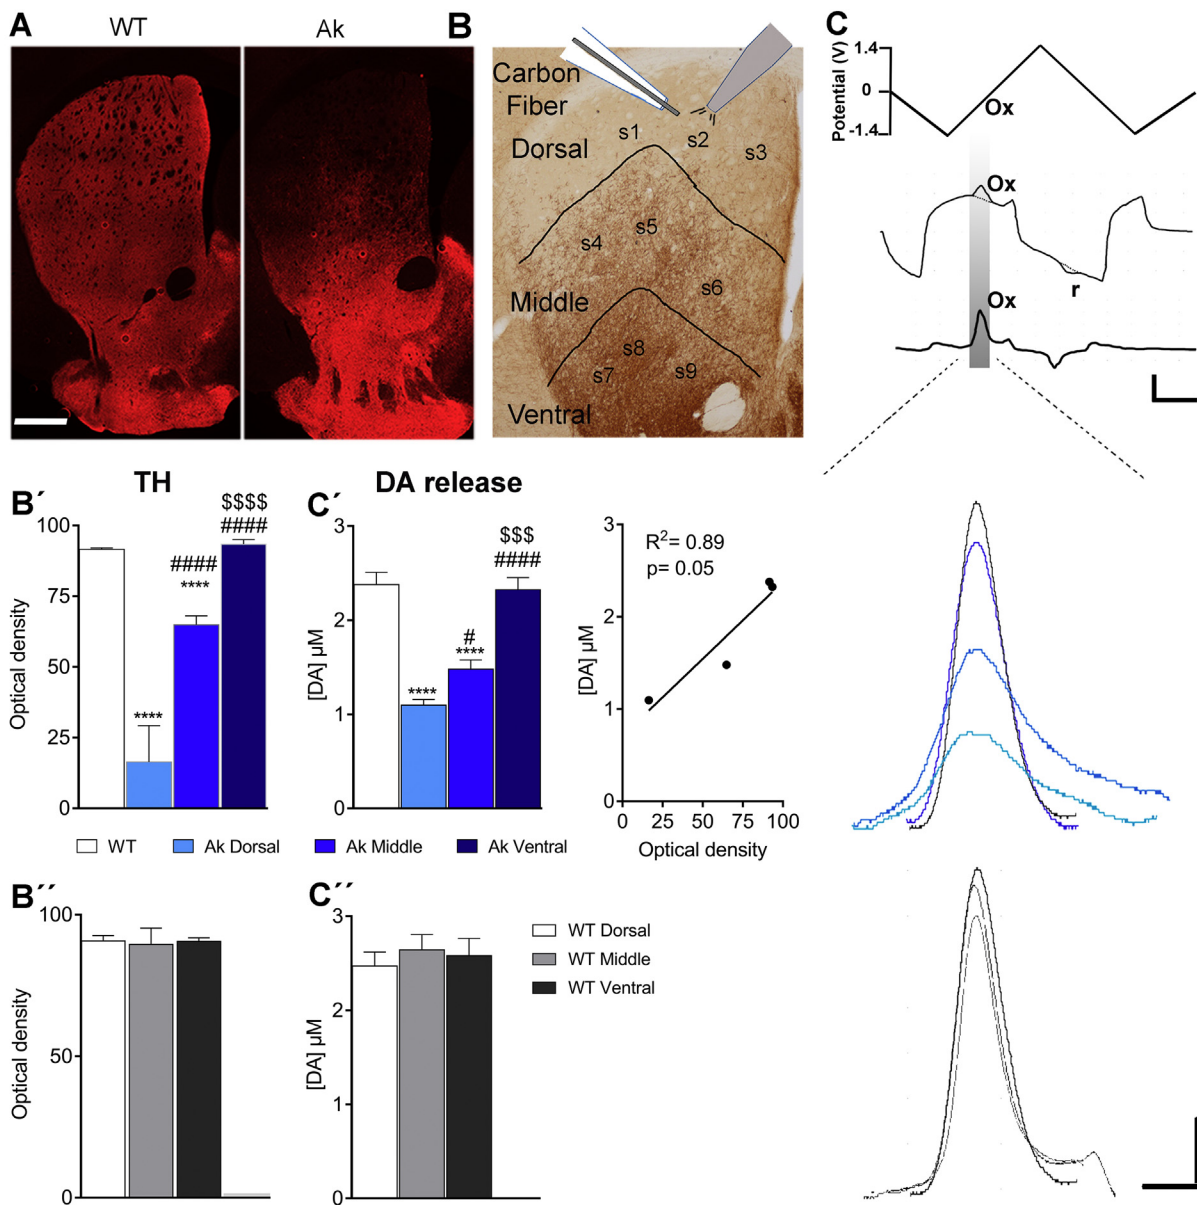 A
WT
Ak
B
Carbon
Fiber
Dorsal
s1
s2
s3
s4
s5
Middle
s6
s8
s7
s9
Ventral
C
Potential (V)
1.4
0
-1.4
Ox
Ox
r
Ox
B´
TH
Optical density
100
75
50
25
0
****
####
****
$$$$
####
C´
DA release
[DA] µM
3
2
1
0
****
#
****
$$$
####
R2= 0.89
p= 0.05
[DA] µM
3
2
1
0
0 25 50 75 100
Optical density
WT
Ak Dorsal
Ak Middle
Ak Ventral
B´´
Optical density
100
50
0
C´´
[DA] µM
3
2
1
0
WT Dorsal
WT Middle
WT Ventral